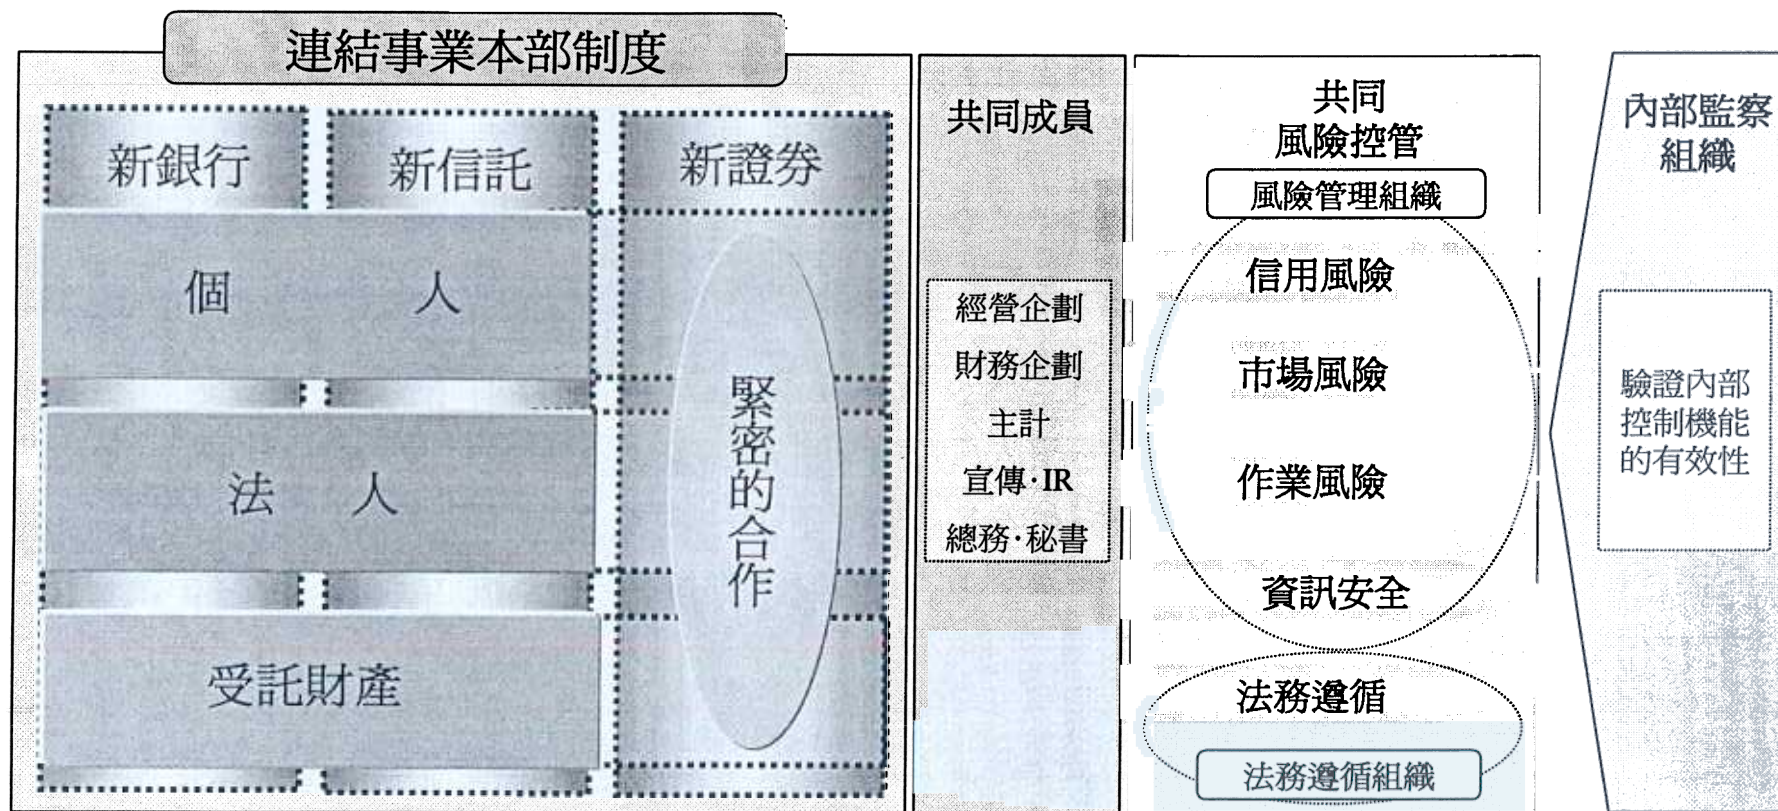 連結事業本部制度
新銀行
新信託
新證券
個人
法人
受託財產
緊密的合作
共同成員
經營企劃
財務企劃
主計
宣傳·IR
總務·秘書
共同
風險控管
風險管理組織
信用風險
市場風險
作業風險
資訊安全
法務遵循
法務遵循組織
內部監察
組織
驗證內部
控制機能
的有效性